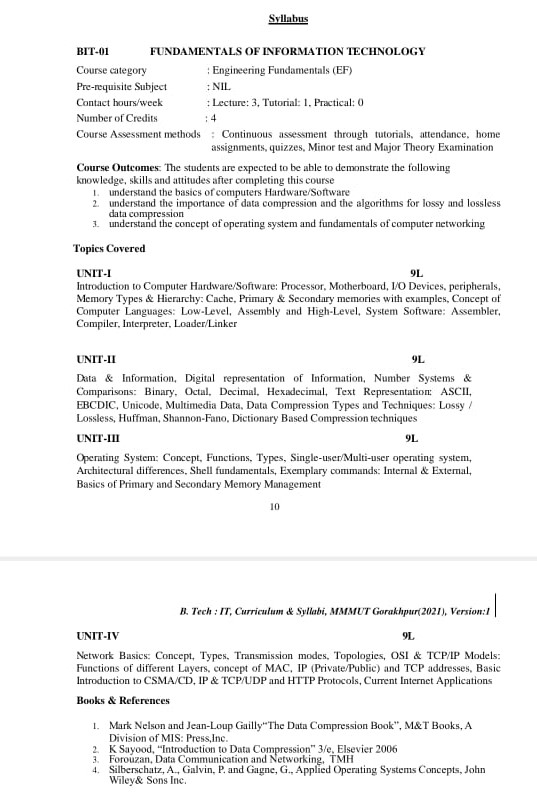 Syllabus
BIT-01 FUNDAMENTALS OF INFORMATION TECHNOLOGY
Course category : Engineering Fundamentals (EF)
Pre-requisite Subject : NIL
Contact hours/week : Lecture: 3, Tutorial: 1, Practical: 0
Number of Credits : 4
Course Assessment methods : Continuous assessment through tutorials, attendance, home
assignments, quizzes, Minor test and Major Theory Examination
Course Outcomes: The students are expected to be able to demonstrate the following
knowledge, skills and attitudes after completing this course
1. understand the basics of computers Hardware/Software
2. understand the importance of data compression and the algorithms for lossy and lossless
data compression
3. understand the concept of operating system and fundamentals of computer networking
Topics Covered
UNIT-I 9L
Introduction to Computer Hardware/Software: Processor, Motherboard, I/O Devices, peripherals,
Memory Types & Hierarchy: Cache, Primary & Secondary memories with examples, Concept of
Computer Languages: Low-Level, Assembly and High-Level, System Software: Assembler,
Compiler, Interpreter, Loader/Linker
UNIT-II 9L
Data & Information, Digital representation of Information, Number Systems &
Comparisons: Binary, Octal, Decimal, Hexadecimal, Text Representation: ASCII,
EBCDIC, Unicode, Multimedia Data, Data Compression Types and Techniques: Lossy /
Lossless, Huffman, Shannon-Fano, Dictionary Based Compression techniques
UNIT-III 9L
Operating System: Concept, Functions, Types, Single-user/Multi-user operating system,
Architectural differences, Shell fundamentals, Exemplary commands: Internal & External,
Basics of Primary and Secondary Memory Management
10
B. Tech : IT, Curriculum & Syllabi, MMMUT Gorakhpur(2021), Version:1
UNIT-IV 9L
Network Basics: Concept, Types, Transmission modes, Topologies, OSI & TCP/IP Models:
Functions of different Layers, concept of MAC, IP (Private/Public) and TCP addresses, Basic
Introduction to CSMA/CD, IP & TCP/UDP and HTTP Protocols, Current Internet Applications
Books & References
1. Mark Nelson and Jean-Loup Gailly“The Data Compression Book”, M&T Books, A
Division of MIS: Press,Inc.
2. K Sayood, “Introduction to Data Compression” 3/e, Elsevier 2006
3. Forouzan, Data Communication and Networking, TMH
4. Silberschatz, A., Galvin, P. and Gagne, G., Applied Operating Systems Concepts, John
Wiley& Sons Inc.